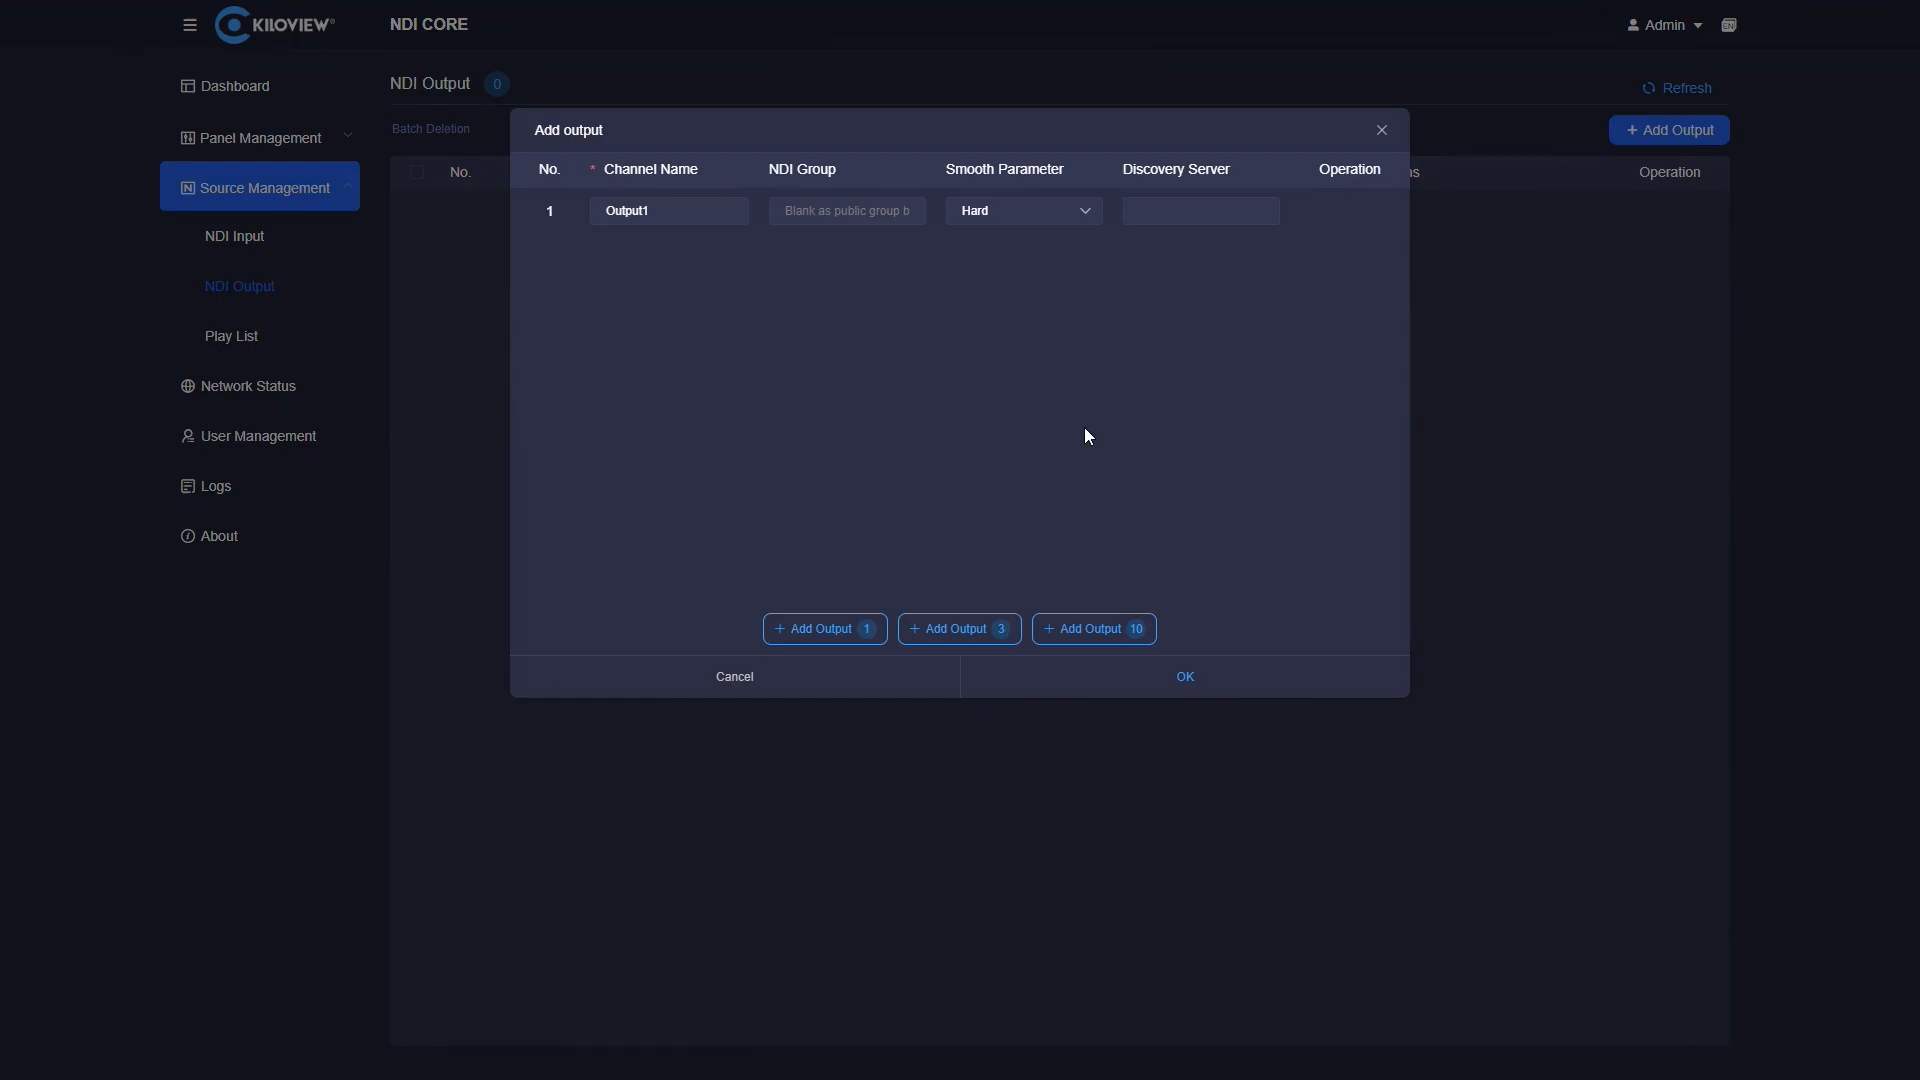 KILOVIEW®
NDI CORE
Admin
EN
Dashboard
Panel Management
Source Management
NDI Input
NDI Output
Play List
Network Status
User Management
Logs
About
NDI Output 0
Refresh
Batch Deletion
+ Add Output
No.
Operation
Add output
No. * Channel Name NDI Group Smooth Parameter Discovery Server Operation
1 Output1 Blank as public group b Hard
+ Add Output 1 + Add Output 3 + Add Output 10
Cancel OK